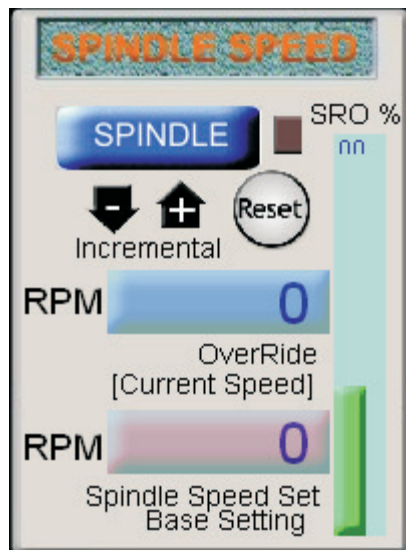 SPINDLE SPEED
SRO %
SPINDLE
- + Reset
Incremental
RPM 0
OverRide
[Current Speed]
RPM 0
Spindle Speed Set
Base Setting